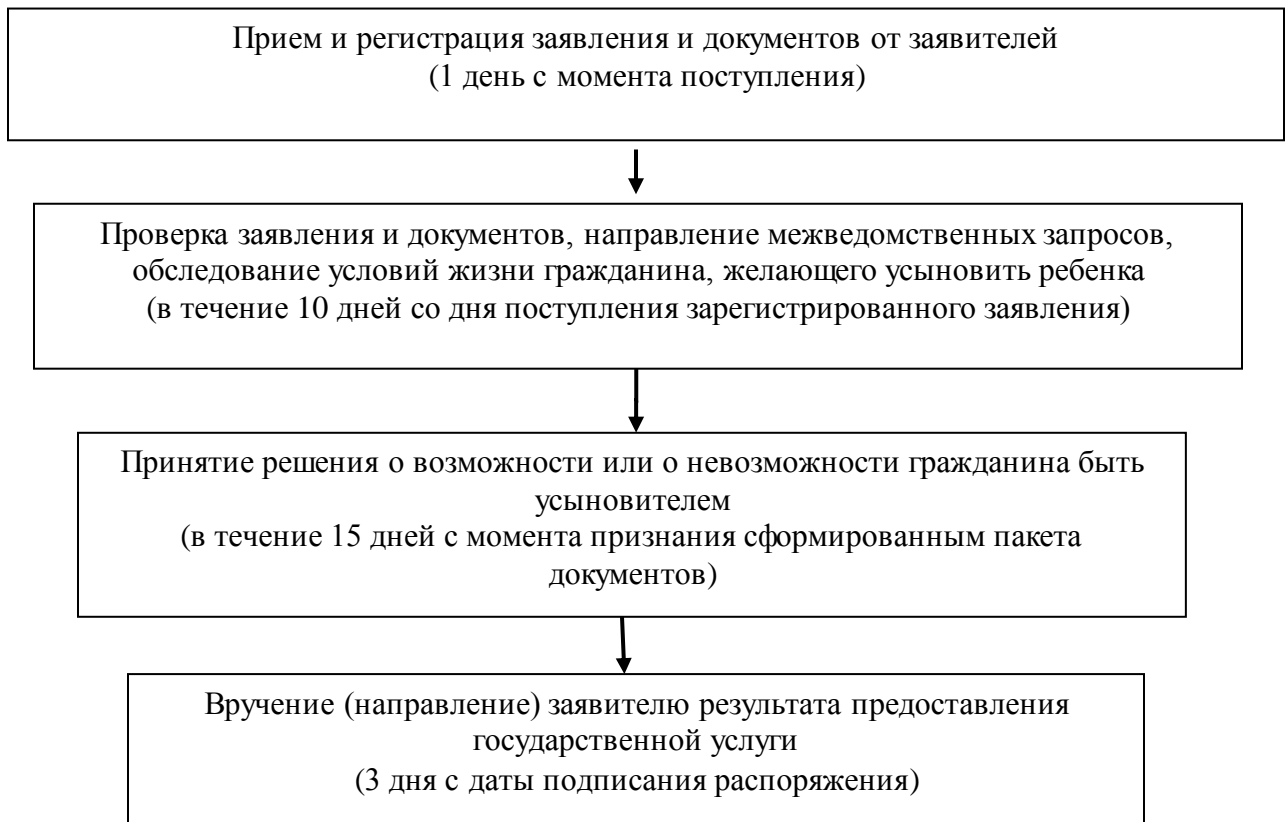 Прием и регистрация заявления и документов от заявителей
(1 день с момента поступления)
Проверка заявления и документов, направление межведомственных запросов,
обследование условий жизни гражданина, желающего усыновить ребенка
(в течение 10 дней со дня поступления зарегистрированного заявления)
Принятие решения о возможности или о невозможности гражданина быть
усыновителем
(в течение 15 дней с момента признания сформированным пакета
документов)
Вручение (направление) заявителю результата предоставления
государственной услуги
(3 дня с даты подписания распоряжения)